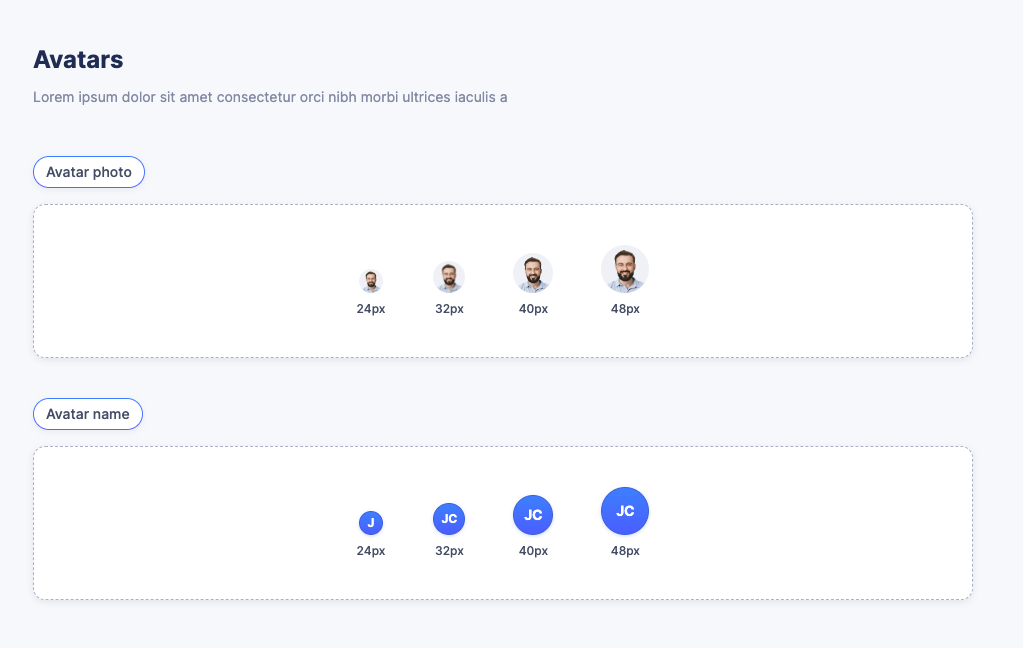 Avatars
Lorem ipsum dolor sit amet consectetur orci nibh morbi ultrices iaculis a
Avatar photo
24px 32px 40px 48px
Avatar name
J JC JC JC
24px 32px 40px 48px